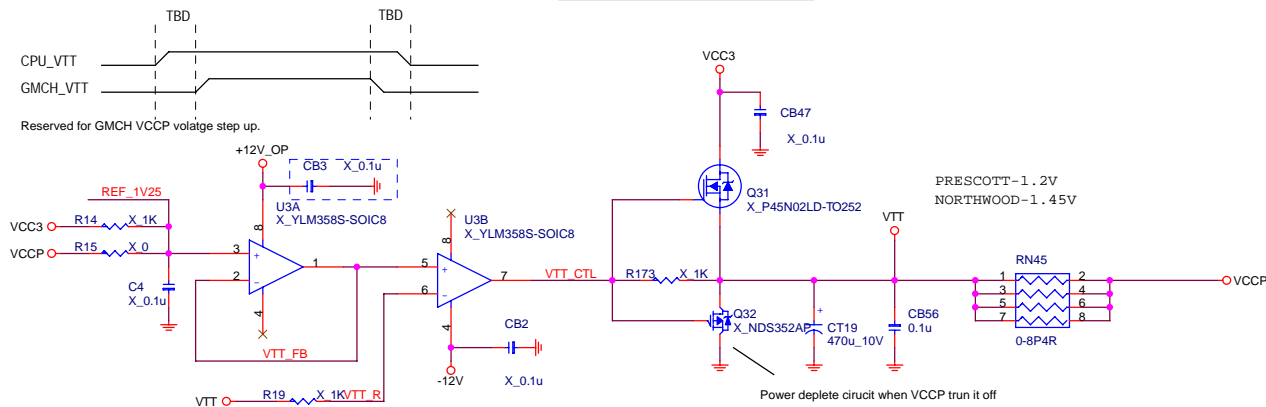 TBD
TBD
CPU_VTT
GMCH_VTT
Reserved for GMCH VCCP volatge step up.
+12V_OP
CB3
X_0.1u
REF_1V25
U3A
X_YLM358S-SOIC8
VCC3
R14
X_1K
VCCP
R15
X_0
C4
X_0.1u
8
3
2
1
4
+
-
VTT_FB
VTT
R19
X_1K
VTT_R
U3B
X_YLM358S-SOIC8
8
5
6
7
4
+
-
CB2
X_0.1u
-12V
VTT_CTL
R173
X_1K
VCC3
CB47
X_0.1u
Q31
X_P45N02LD-TO252
Q32
X_NDS352AP
+
CT19
470u_10V
CB56
0.1u
PRESCOTT-1.2V
NORTHWOOD-1.45V
VTT
RN45
1
2
3
4
5
6
7
8
0-8P4R
VCCP
Power deplete cirucit when VCCP trun it off